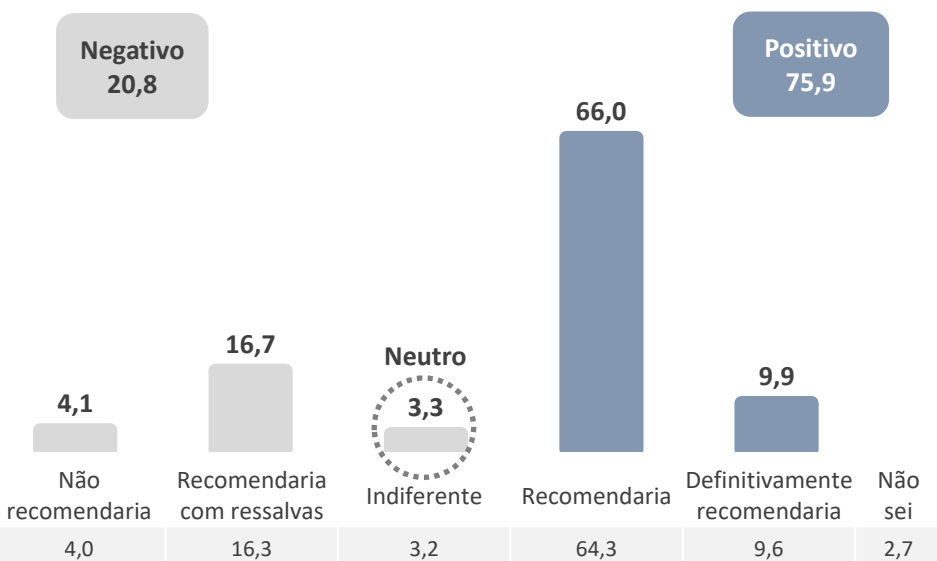 Negativo
20,8
Positivo
75,9
66,0
16,7
Neutro
9,9
4,1
3,3
Não
recomendaria
Recomendaria
com ressalvas
Indiferente
Recomendaria
Definitivamente
recomendaria
Não
sei
4,0 16,3 3,2 64,3 9,6 2,7